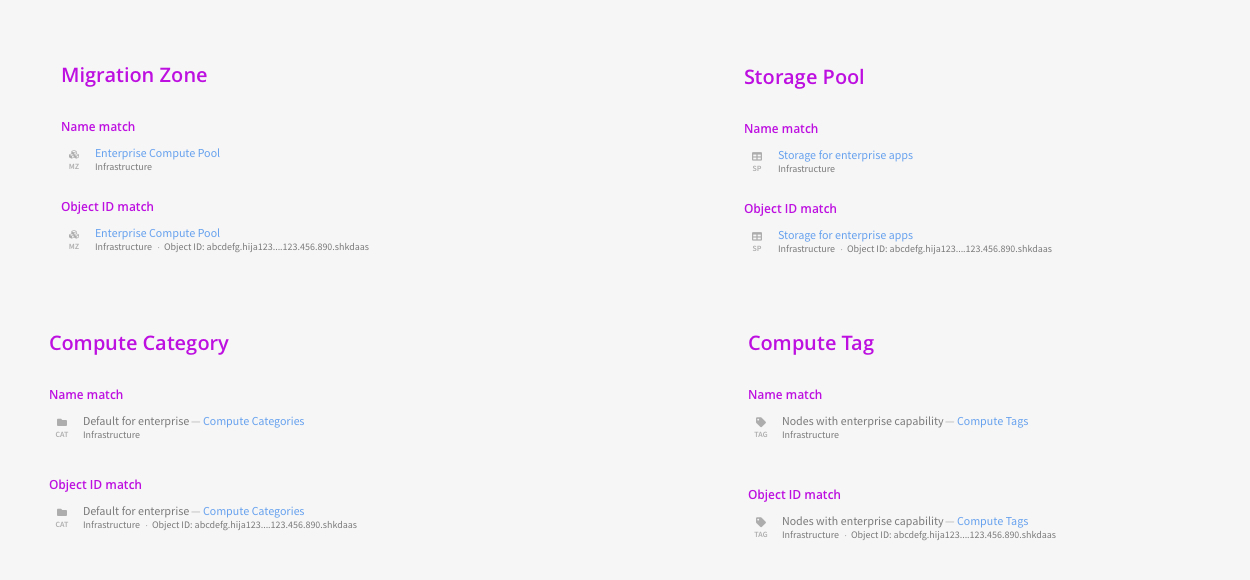 Migration Zone
Name match
Enterprise Compute Pool
MZ
Infrastructure
Object ID match
Enterprise Compute Pool
MZ
Infrastructure · Object ID: abcdefg.hija123....123.456.890.shkdaas
Storage Pool
Name match
Storage for enterprise apps
SP
Infrastructure
Object ID match
Storage for enterprise apps
SP
Infrastructure · Object ID: abcdefg.hija123....123.456.890.shkdaas
Compute Category
Name match
Default for enterprise — Compute Categories
CAT
Infrastructure
Object ID match
Default for enterprise — Compute Categories
CAT
Infrastructure · Object ID: abcdefg.hija123....123.456.890.shkdaas
Compute Tag
Name match
Nodes with enterprise capability — Compute Tags
TAG
Infrastructure
Object ID match
Nodes with enterprise capability — Compute Tags
TAG
Infrastructure · Object ID: abcdefg.hija123....123.456.890.shkdaas